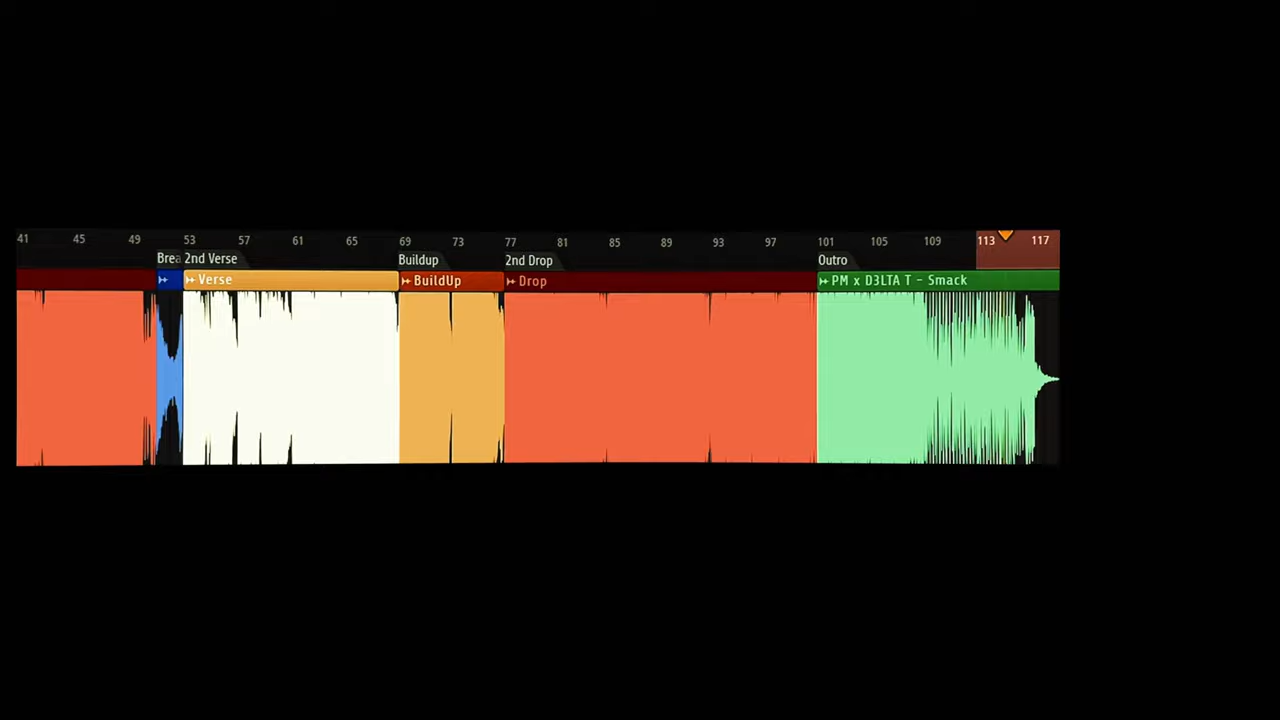 41 45 49 53 57 61 65 69 73 77 81 85 89 93 97 101 105 109 113 117
Brea 2nd Verse Buildup 2nd Drop Outro
Verse BuildUp Drop PM x D3LTA T - Smack